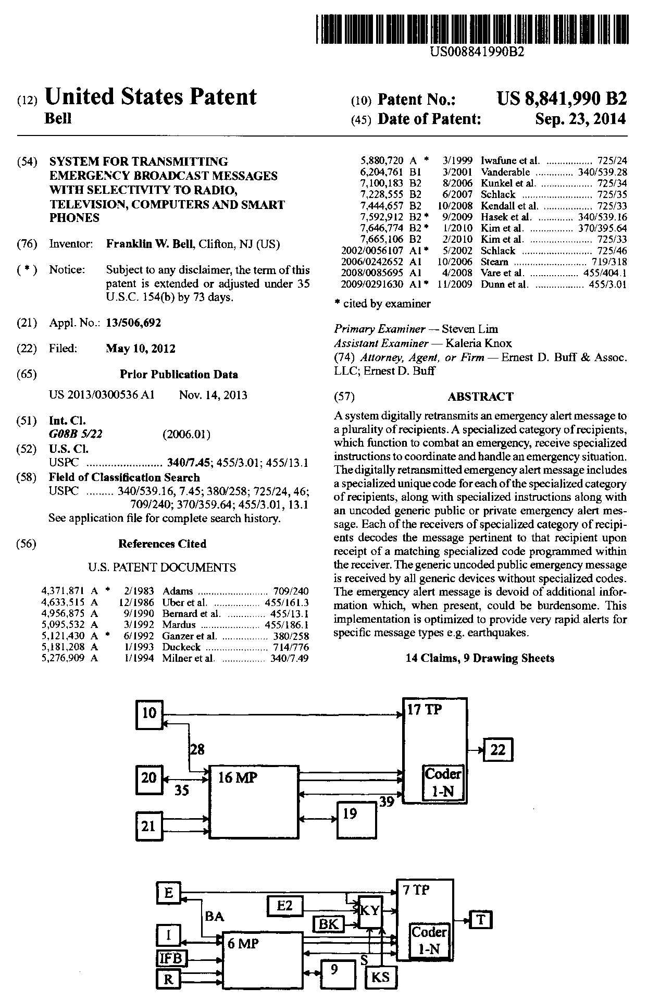 US008841990B2
(12) United States Patent
Bell
(10) Patent No.: US 8,841,990 B2
(45) Date of Patent: Sep. 23, 2014
(54) SYSTEM FOR TRANSMITTING
EMERGENCY BROADCAST MESSAGES
WITH SELECTIVITY TO RADIO,
TELEVISION, COMPUTERS AND SMART
PHONES
(76) Inventor: Franklin W. Bell, Clifton, NJ (US)
( * ) Notice: Subject to any disclaimer, the term of this
patent is extended or adjusted under 35
U.S.C. 154(b) by 73 days.
(21) Appl. No.: 13/506,692
(22) Filed: May 10, 2012
(65) Prior Publication Data
US 2013/0300536 A1 Nov. 14, 2013
(51) Int. Cl.
G08B 5/22 (2006.01)
(52) U.S. Cl.
USPC ........................ 340/7.45; 455/3.01; 455/13.1
(58) Field of Classification Search
USPC ......... 340/539.16, 7.45; 380/258; 725/24, 46;
709/240; 370/359.64; 455/3.01, 13.1
See application file for complete search history.
(56) References Cited
U.S. PATENT DOCUMENTS
4,371,871 A * 2/1983 Adams .......................... 709/240
4,633,515 A 12/1986 Uber et al. ................. 455/161.3
4,956,875 A 9/1990 Bernard et al. .............. 455/13.1
5,095,532 A 3/1992 Mardus ..................... 455/186.1
5,121,430 A * 6/1992 Ganzer et al. ................. 380/258
5,181,208 A 1/1993 Duckeck ....................... 714/776
5,276,909 A 1/1994 Milner et al. ................ 340/7.49
5,880,720 A * 3/1999 Iwafune et al. ................. 725/24
6,204,761 B1 3/2001 Vanderable ............. 340/539.28
7,100,183 B2 8/2006 Kunkel et al. ................... 725/34
7,228,555 B2 6/2007 Schlack ........................... 725/35
7,444,657 B2 10/2008 Kendall et al. .................. 725/33
7,592,912 B2 * 9/2009 Hasek et al. ............. 340/539.16
7,646,774 B2 * 1/2010 Kim et al. ................ 370/395.64
7,665,106 B2 2/2010 Kim et al. ....................... 725/33
2002/0056107 A1 * 5/2002 Schlack ........................... 725/46
2006/0242652 A1 10/2006 Stearn ........................... 719/318
2008/0085695 A1 4/2008 Vare et al. .................. 455/404.1
2009/0291630 A1 * 11/2009 Dunn et al. ................... 455/3.01
* cited by examiner
Primary Examiner — Steven Lim
Assistant Examiner — Kaleria Knox
(74) Attorney, Agent, or Firm — Ernest D. Buff & Assoc.
LLC; Ernest D. Buff
(57) ABSTRACT
A system digitally retransmits an emergency alert message to
a plurality of recipients. A specialized category of recipients,
which function to combat an emergency, receive specialized
instructions to coordinate and handle an emergency situation.
The digitally retransmitted emergency alert message includes
a specialized unique code for each of the specialized category
of recipients, along with specialized instructions along with
an uncoded generic public or private emergency alert mes-
sage. Each of the receivers of specialized category of recipi-
ents decodes the message pertinent to that recipient upon
receipt of a matching specialized code programmed within
the receiver. The generic uncoded public emergency message
is received by all generic devices without specialized codes.
The emergency alert message is devoid of additional infor-
mation which, when present, could be burdensome. This
implementation is optimized to provide very rapid alerts for
specific message types e.g. earthquakes.
14 Claims, 9 Drawing Sheets
10
17 TP
28
22
20
35
16 MP
Coder
1-N
39
19
21
E
7 TP
E2
KY
BA
BK
T
I
6 MP
Coder
1-N
IFB
S
9
KS
R